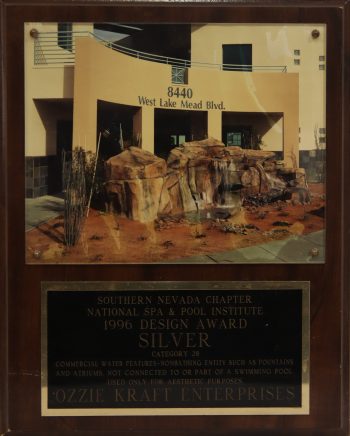 8440
West Lake Mead Blvd.
SOUTHERN NEVADA CHAPTER
NATIONAL SPA & POOL INSTITUTE
1996 DESIGN AWARD
SILVER
CATEGORY 28
COMMERCIAL WATER FEATURES-NONBATHING ENTITY SUCH AS FOUNTAINS
AND ATRIUMS, NOT CONNECTED TO OR PART OF A SWIMMING POOL
USED ONLY FOR AESTHETIC PURPOSES.
OZZIE KRAFT ENTERPRISES